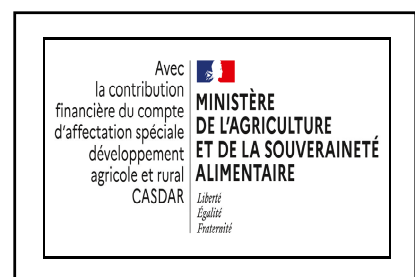 Avec
la contribution
financière du compte
d'affectation spéciale
développement
agricole et rural
CASDAR
MINISTÈRE
DE L'AGRICULTURE
ET DE LA SOUVERAINETÉ
ALIMENTAIRE
Liberté
Égalité
Fraternité